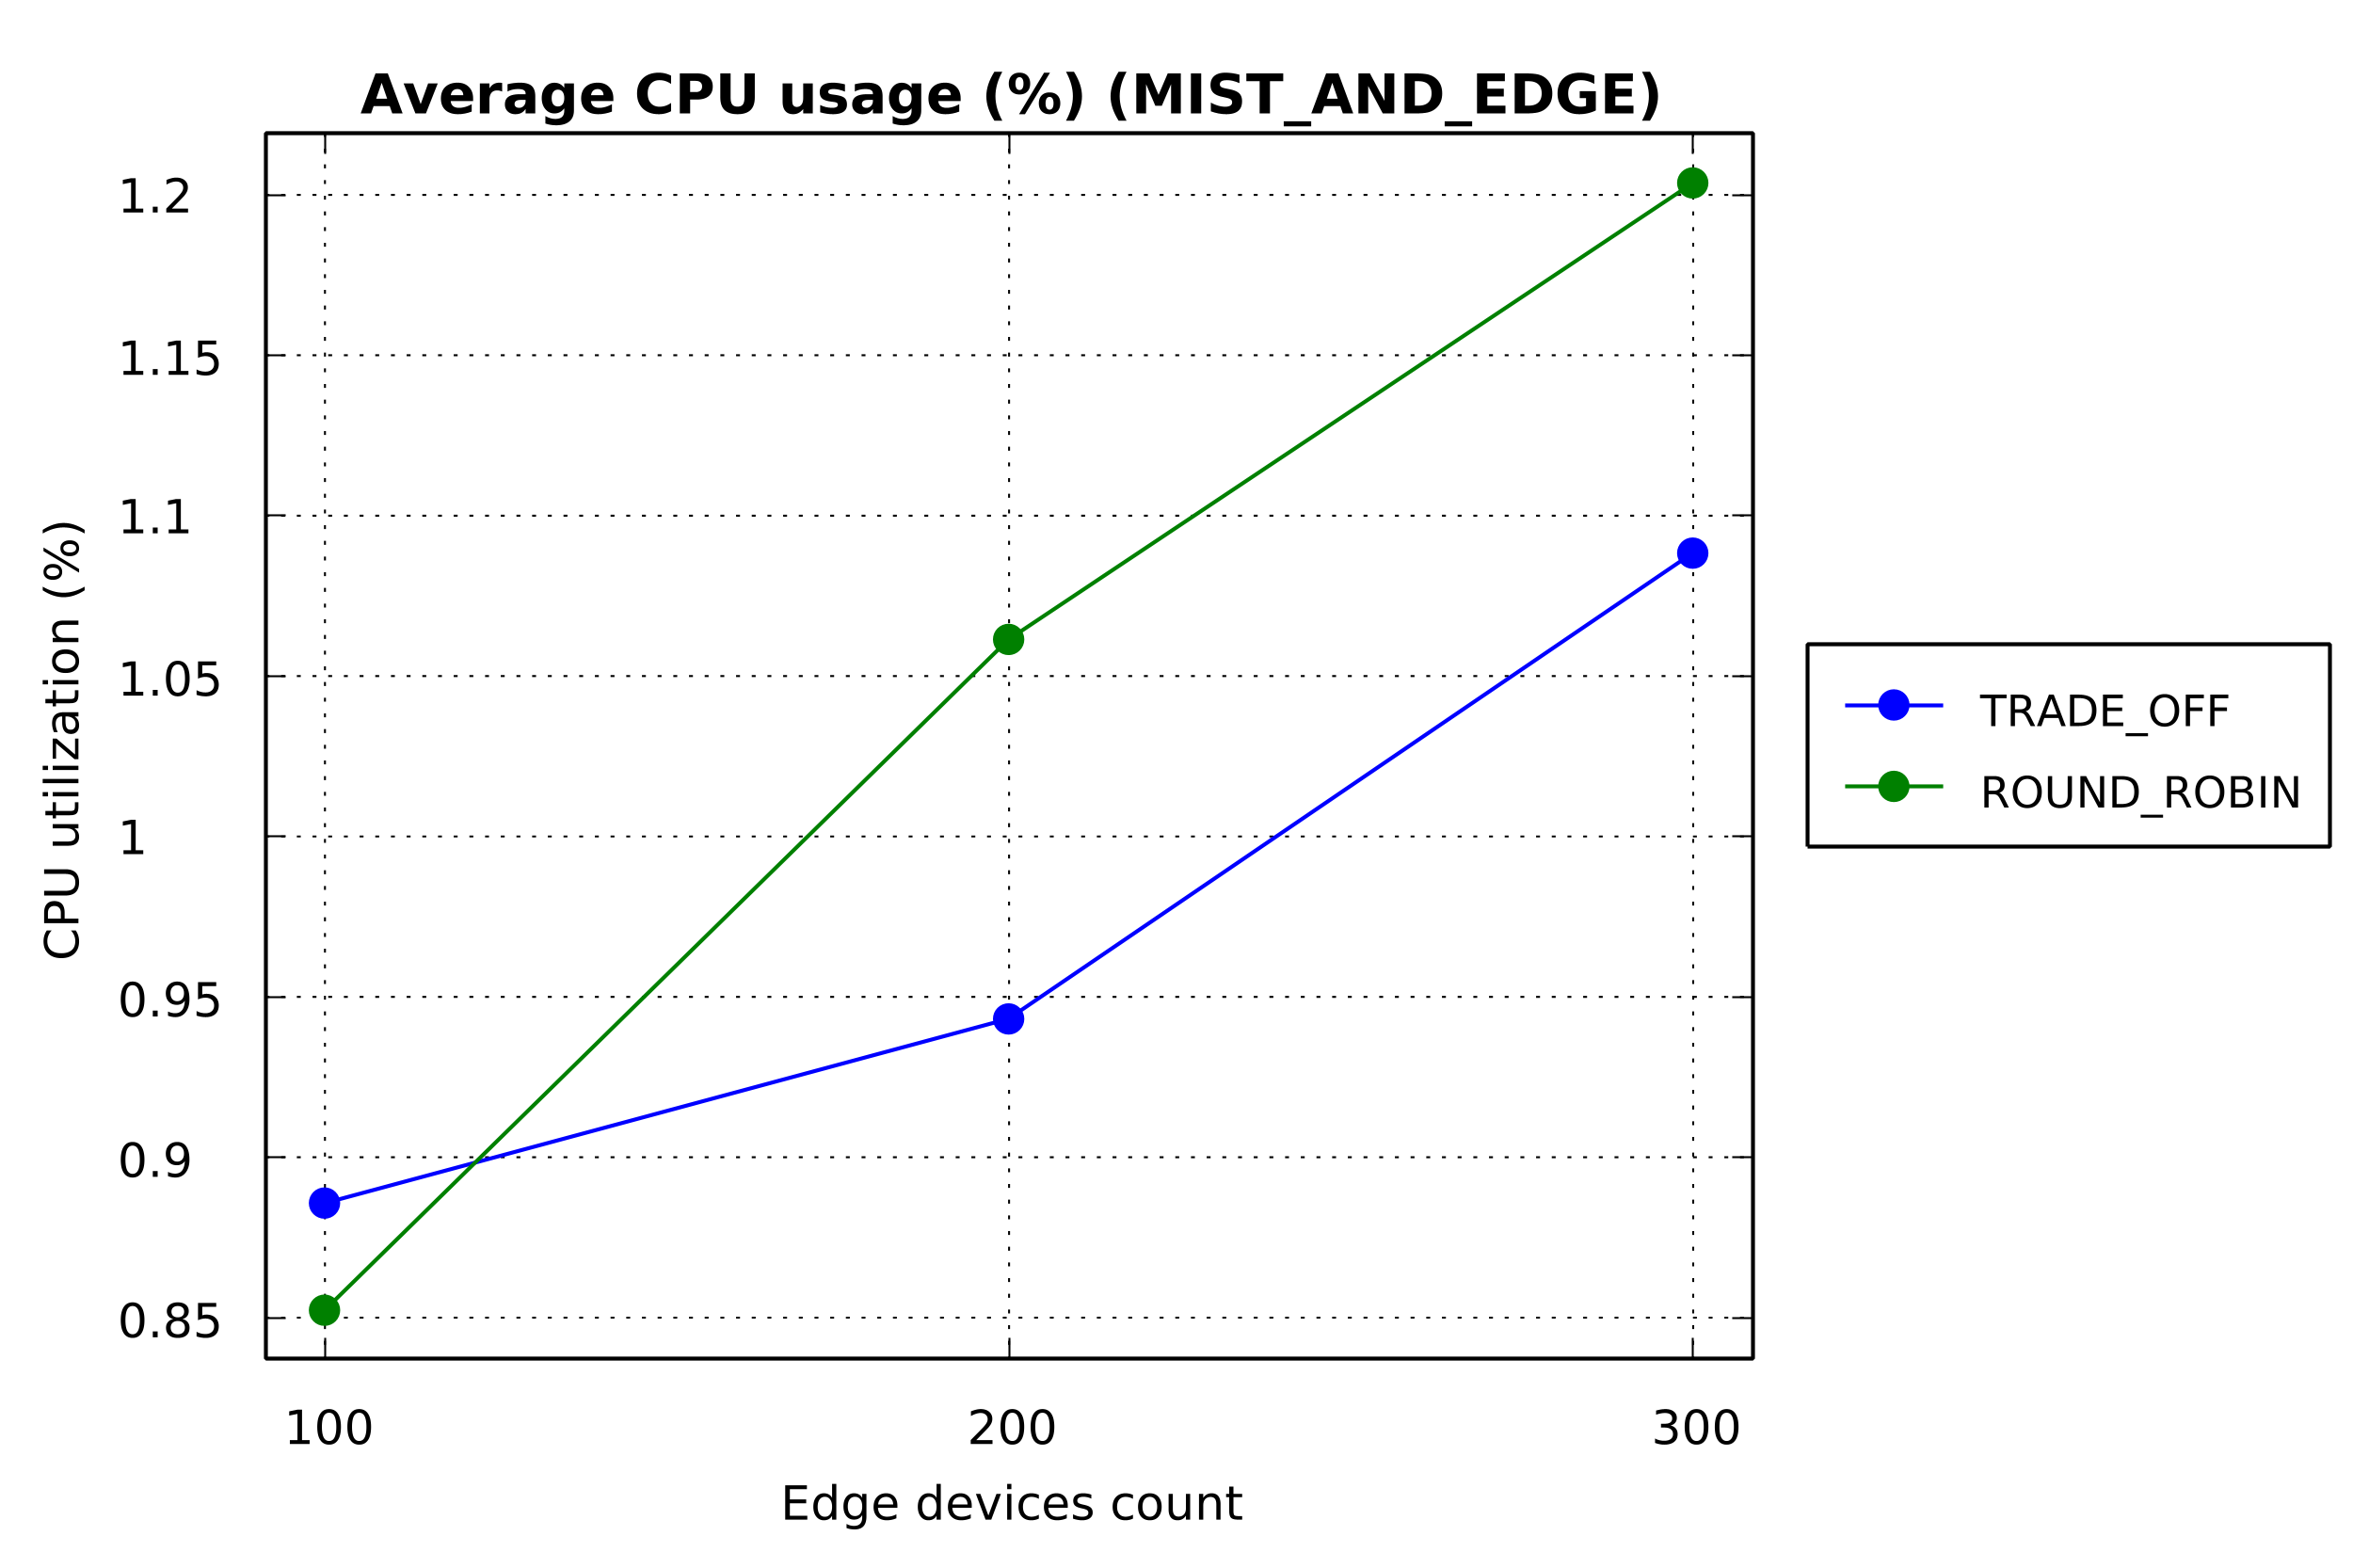 Average CPU usage (%) (MIST_AND_EDGE)
1.2
1.15
1.1
1.05
1
0.95
0.9
0.85
CPU utilization (%)
100 200 300
Edge devices count
TRADE_OFF
ROUND_ROBIN